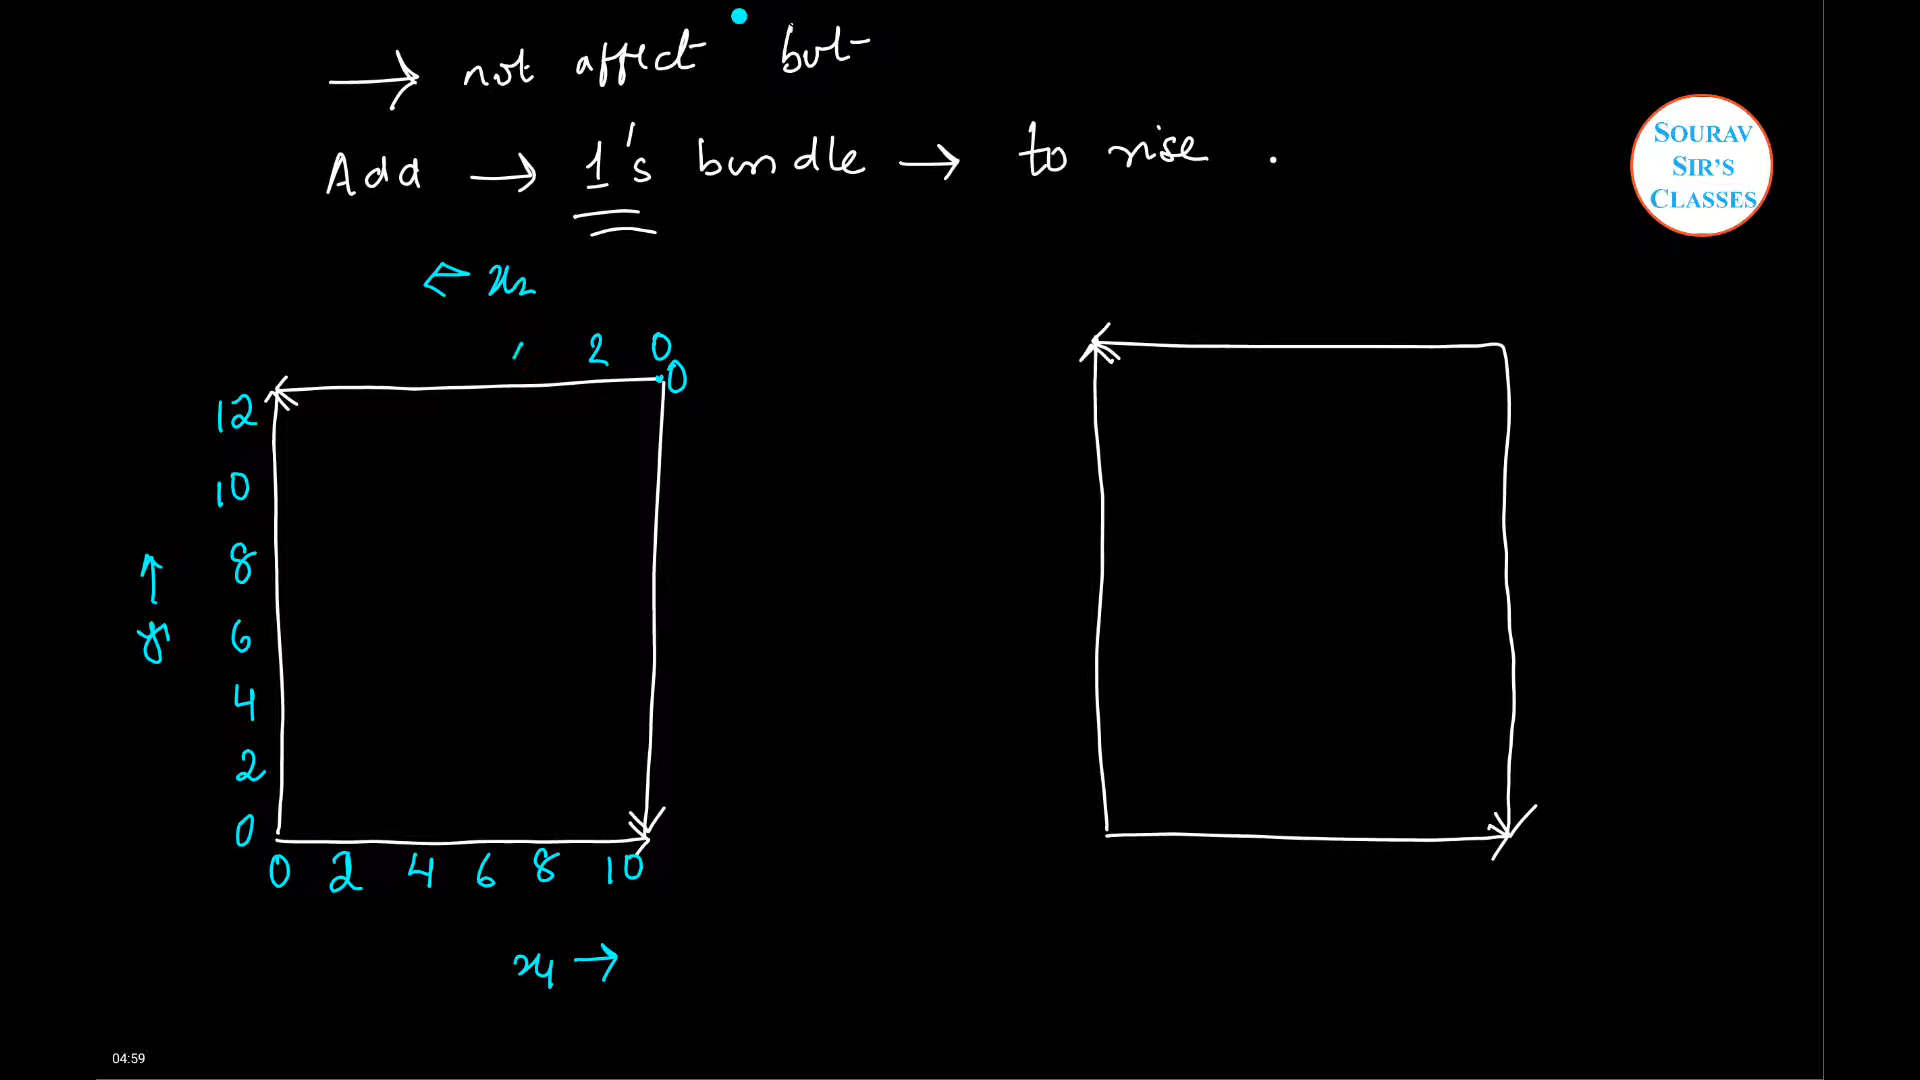 → not affect but
Add → 1's bundle → to rise .
SOURAV
SIR'S
CLASSES
← x₂
2 0
0
12
10
8
↑
y₁ 6
4
2
0
0 2 4 6 8 10
x₁ →
04:59